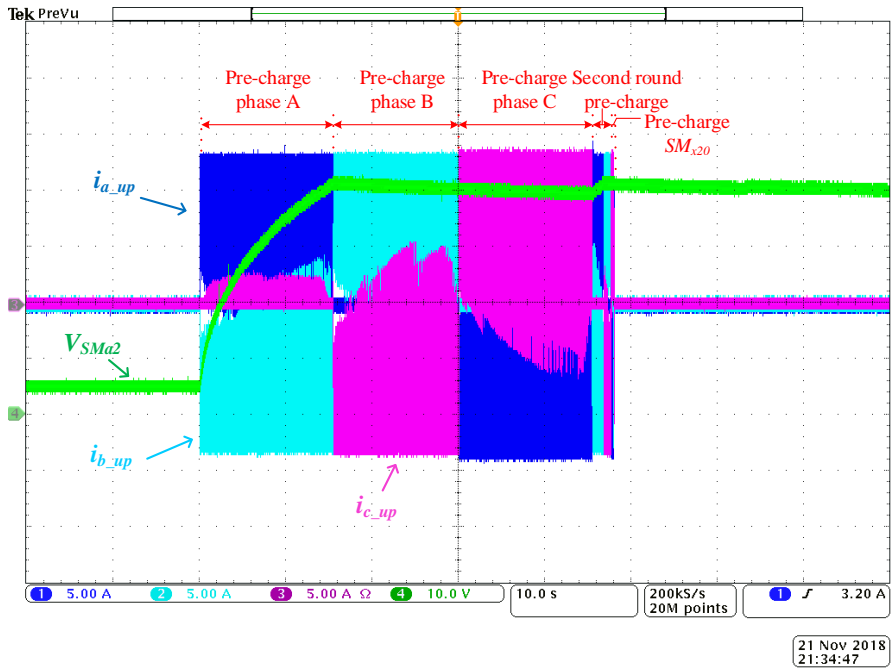 Tek PreVu
Pre-charge phase A
Pre-charge phase B
Pre-charge phase C
Second round pre-charge
Pre-charge SMx20
ia_up
VSMa2
ib_up
ic_up
3
4
1 5.00 A 2 5.00 A 3 5.00 A Ω 4 10.0 V
10.0 s
200kS/s
20M points
1 3.20 A
21 Nov 2018
21:34:47